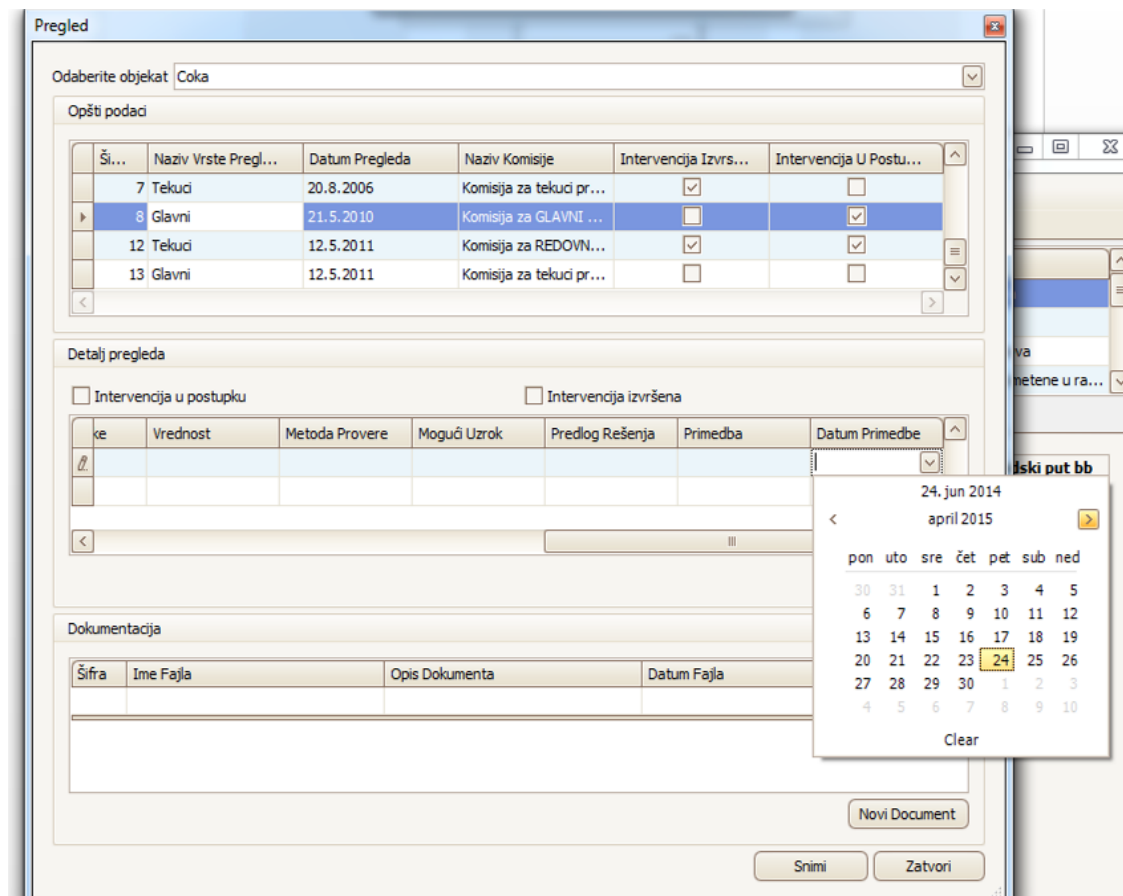 Pregled
Odaberite objekat Coka
Opšti podaci
Ši... Naziv Vrste Pregl... Datum Pregleda Naziv Komisije Intervencija Izvrs... Intervencija U Postu...
7 Tekuci 20.8.2006 Komisija za tekuci pr...
8 Glavni 21.5.2010 Komisija za GLAVNI ...
12 Tekuci 12.5.2011 Komisija za REDOVN...
13 Glavni 12.5.2011 Komisija za tekuci pr...
va
Detalj pregleda
metene u ra...
Intervencija u postupku Intervencija izvršena
ke Vrednost Metoda Provere Mogući Uzrok Predlog Rešenja Primedba Datum Primedbe
dski put bb
24. jun 2014
april 2015
pon uto sre čet pet sub ned
30 31 1 2 3 4 5
6 7 8 9 10 11 12
13 14 15 16 17 18 19
20 21 22 23 24 25 26
27 28 29 30 1 2 3
4 5 6 7 8 9 10
Clear
Dokumentacija
Šifra Ime Fajla Opis Dokumenta Datum Fajla
Novi Document
Snimi Zatvori